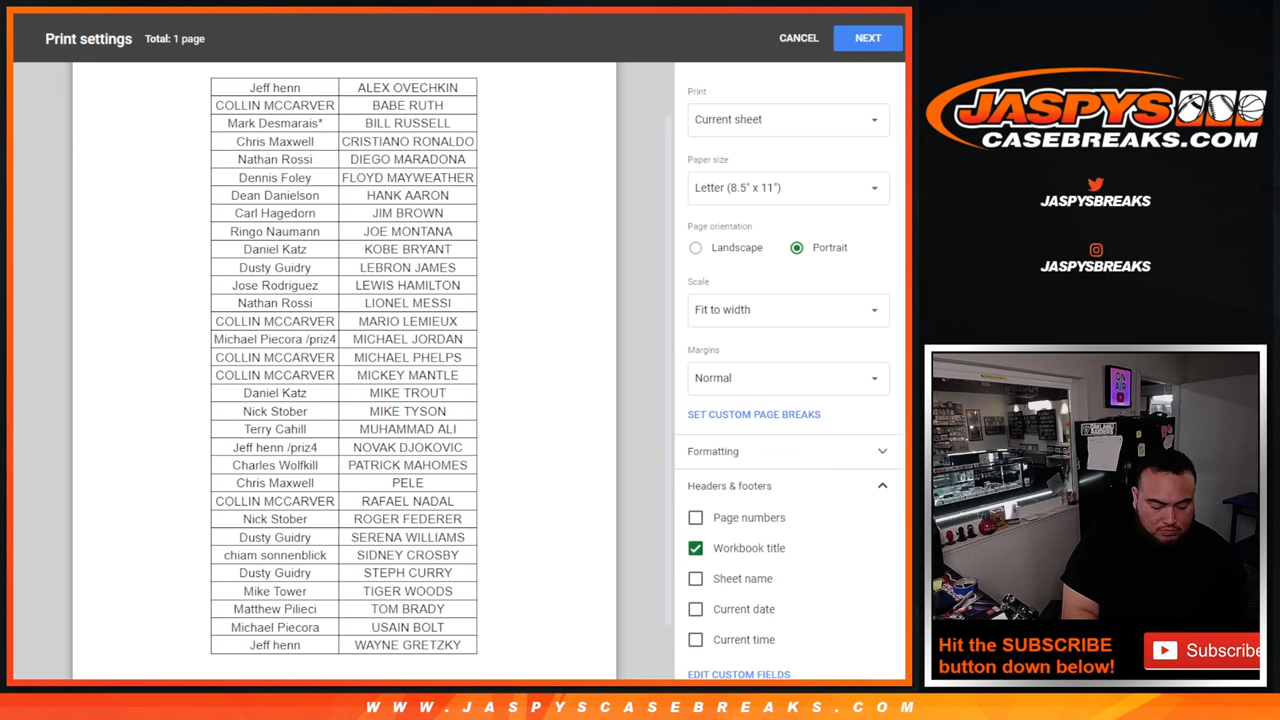 Print settings Total: 1 page
CANCEL NEXT
Jeff henn ALEX OVECHKIN
COLLIN MCCARVER BABE RUTH
Mark Desmarais* BILL RUSSELL
Chris Maxwell CRISTIANO RONALDO
Nathan Rossi DIEGO MARADONA
Dennis Foley FLOYD MAYWEATHER
Dean Danielson HANK AARON
Carl Hagedorn JIM BROWN
Ringo Naumann JOE MONTANA
Daniel Katz KOBE BRYANT
Dusty Guidry LEBRON JAMES
Jose Rodriguez LEWIS HAMILTON
Nathan Rossi LIONEL MESSI
COLLIN MCCARVER MARIO LEMIEUX
Michael Piecora /priz4 MICHAEL JORDAN
COLLIN MCCARVER MICHAEL PHELPS
COLLIN MCCARVER MICKEY MANTLE
Daniel Katz MIKE TROUT
Nick Stober MIKE TYSON
Terry Cahill MUHAMMAD ALI
Jeff henn /priz4 NOVAK DJOKOVIC
Charles Wolfkill PATRICK MAHOMES
Chris Maxwell PELE
COLLIN MCCARVER RAFAEL NADAL
Nick Stober ROGER FEDERER
Dusty Guidry SERENA WILLIAMS
chiam sonnenblick SIDNEY CROSBY
Dusty Guidry STEPH CURRY
Mike Tower TIGER WOODS
Matthew Pilieci TOM BRADY
Michael Piecora USAIN BOLT
Jeff henn WAYNE GRETZKY
Print
Current sheet
Paper size
Letter (8.5" x 11")
Page orientation
Landscape Portrait
Scale
Fit to width
Margins
Normal
SET CUSTOM PAGE BREAKS
Formatting
Headers & footers
Page numbers
Workbook title
Sheet name
Current date
Current time
EDIT CUSTOM FIELDS
JASPYS
CASEBREAKS.COM
JASPYSBREAKS
JASPYSBREAKS
ON
AIR
Hit the SUBSCRIBE
button down below!
Subscribe
WWW.JASPYSCASEBREAKS.COM